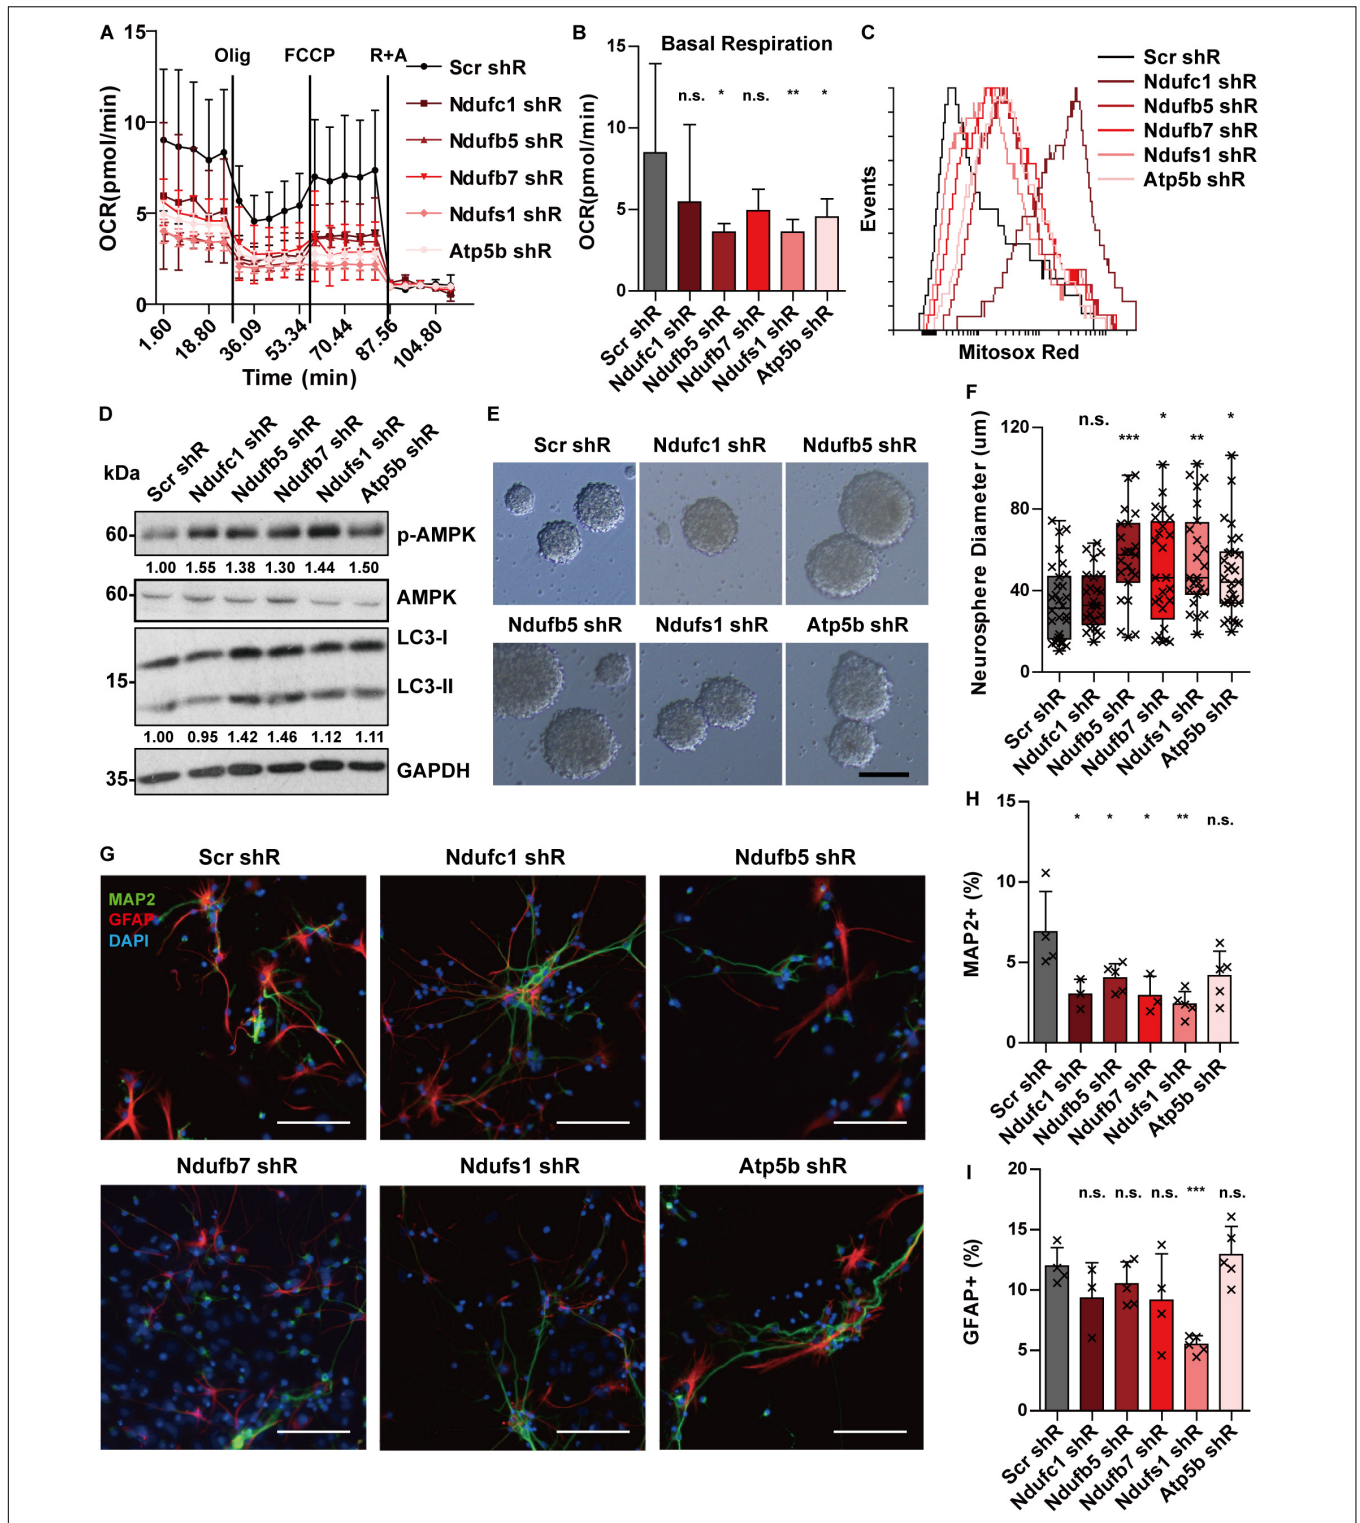 A
15
10
5
0
OCR(pmol/min)
Olig
FCCP
R+A
Scr shR
Ndufc1 shR
Ndufb5 shR
Ndufb7 shR
Ndufs1 shR
Atp5b shR
1.60
18.80
36.09
53.34
70.44
87.56
104.80
Time (min)
B
Basal Respiration
15
10
5
0
OCR(pmol/min)
n.s.
*
n.s.
**
*
Scr shR
Ndufc1 shR
Ndufb5 shR
Ndufb7 shR
Ndufs1 shR
Atp5b shR
C
Events
Mitosox Red
Scr shR
Ndufc1 shR
Ndufb5 shR
Ndufb7 shR
Ndufs1 shR
Atp5b shR
D
kDa
Scr shR
Ndufc1 shR
Ndufb5 shR
Ndufb7 shR
Ndufs1 shR
Atp5b shR
60
p-AMPK
1.00 1.55 1.38 1.30 1.44 1.50
60
AMPK
LC3-I
15
LC3-II
1.00 0.95 1.42 1.46 1.12 1.11
35
GAPDH
E
Scr shR
Ndufc1 shR
Ndufb5 shR
Ndufb5 shR
Ndufs1 shR
Atp5b shR
F
120
80
40
0
Neurosphere Diameter (um)
n.s.
***
*
**
*
Scr shR
Ndufc1 shR
Ndufb5 shR
Ndufb7 shR
Ndufs1 shR
Atp5b shR
G
Scr shR
Ndufc1 shR
Ndufb5 shR
MAP2
GFAP
DAPI
Ndufb7 shR
Ndufs1 shR
Atp5b shR
H
15
10
5
0
MAP2+ (%)
*
*
*
**
n.s.
Scr shR
Ndufc1 shR
Ndufb5 shR
Ndufb7 shR
Ndufs1 shR
Atp5b shR
I
20
15
10
5
0
GFAP+ (%)
n.s.
n.s.
n.s.
***
n.s.
Scr shR
Ndufc1 shR
Ndufb5 shR
Ndufb7 shR
Ndufs1 shR
Atp5b shR